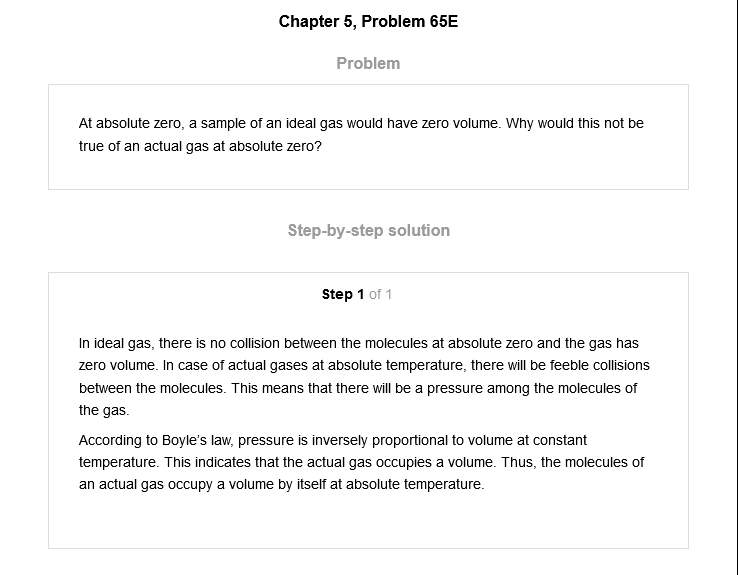 Chapter 5, Problem 65E
Problem
At absolute zero, a sample of an ideal gas would have zero volume. Why would this not be
true of an actual gas at absolute zero?
Step-by-step solution
Step 1 of 1
In ideal gas, there is no collision between the molecules at absolute zero and the gas has
zero volume. In case of actual gases at absolute temperature, there will be feeble collisions
between the molecules. This means that there will be a pressure among the molecules of
the gas.
According to Boyle's law, pressure is inversely proportional to volume at constant
temperature. This indicates that the actual gas occupies a volume. Thus, the molecules of
an actual gas occupy a volume by itself at absolute temperature.